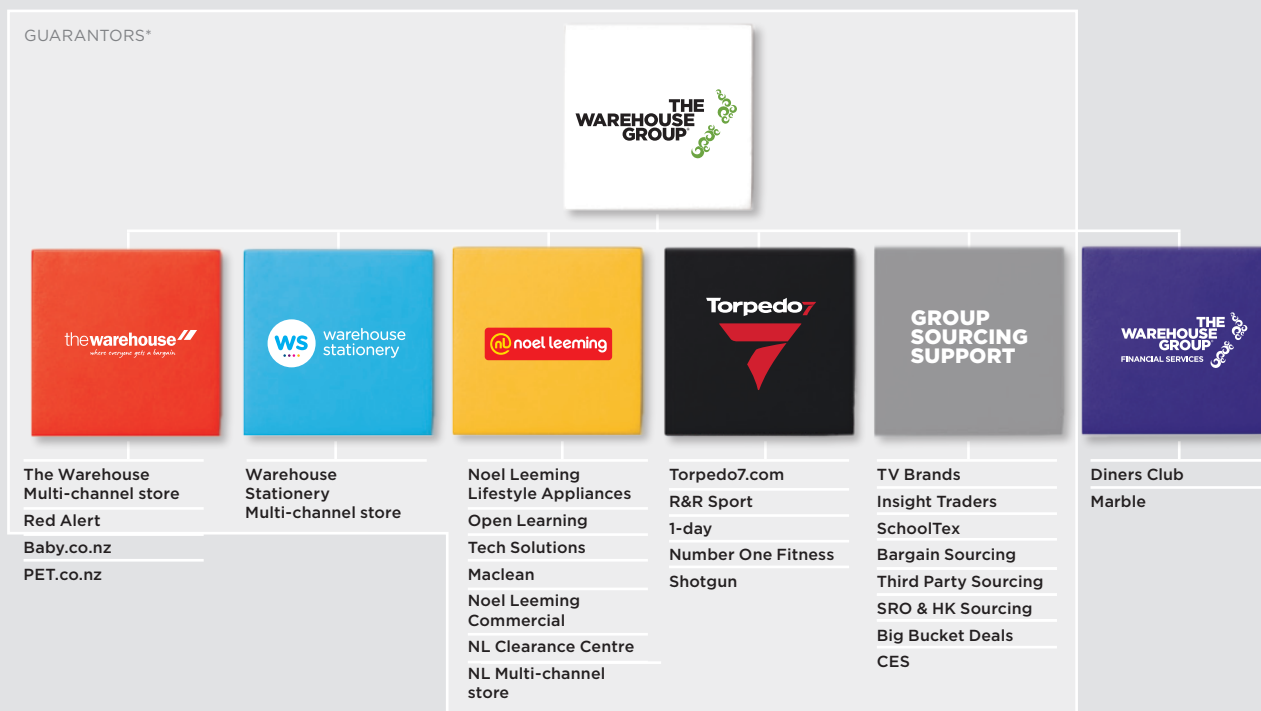 GUARANTORS*
THE
WAREHOUSE
GROUP
thewarehouse
where everyone gets a bargain
WS
warehouse
stationery
nl noel leeming
Torpedo7
GROUP
SOURCING
SUPPORT
THE
WAREHOUSE
GROUP
FINANCIAL SERVICES
The Warehouse
Multi-channel store
Red Alert
Baby.co.nz
PET.co.nz
Warehouse
Stationery
Multi-channel store
Noel Leeming
Lifestyle Appliances
Open Learning
Tech Solutions
Maclean
Noel Leeming
Commercial
NL Clearance Centre
NL Multi-channel
store
Torpedo7.com
R&R Sport
1-day
Number One Fitness
Shotgun
TV Brands
Insight Traders
SchoolTex
Bargain Sourcing
Third Party Sourcing
SRO & HK Sourcing
Big Bucket Deals
CES
Diners Club
Marble